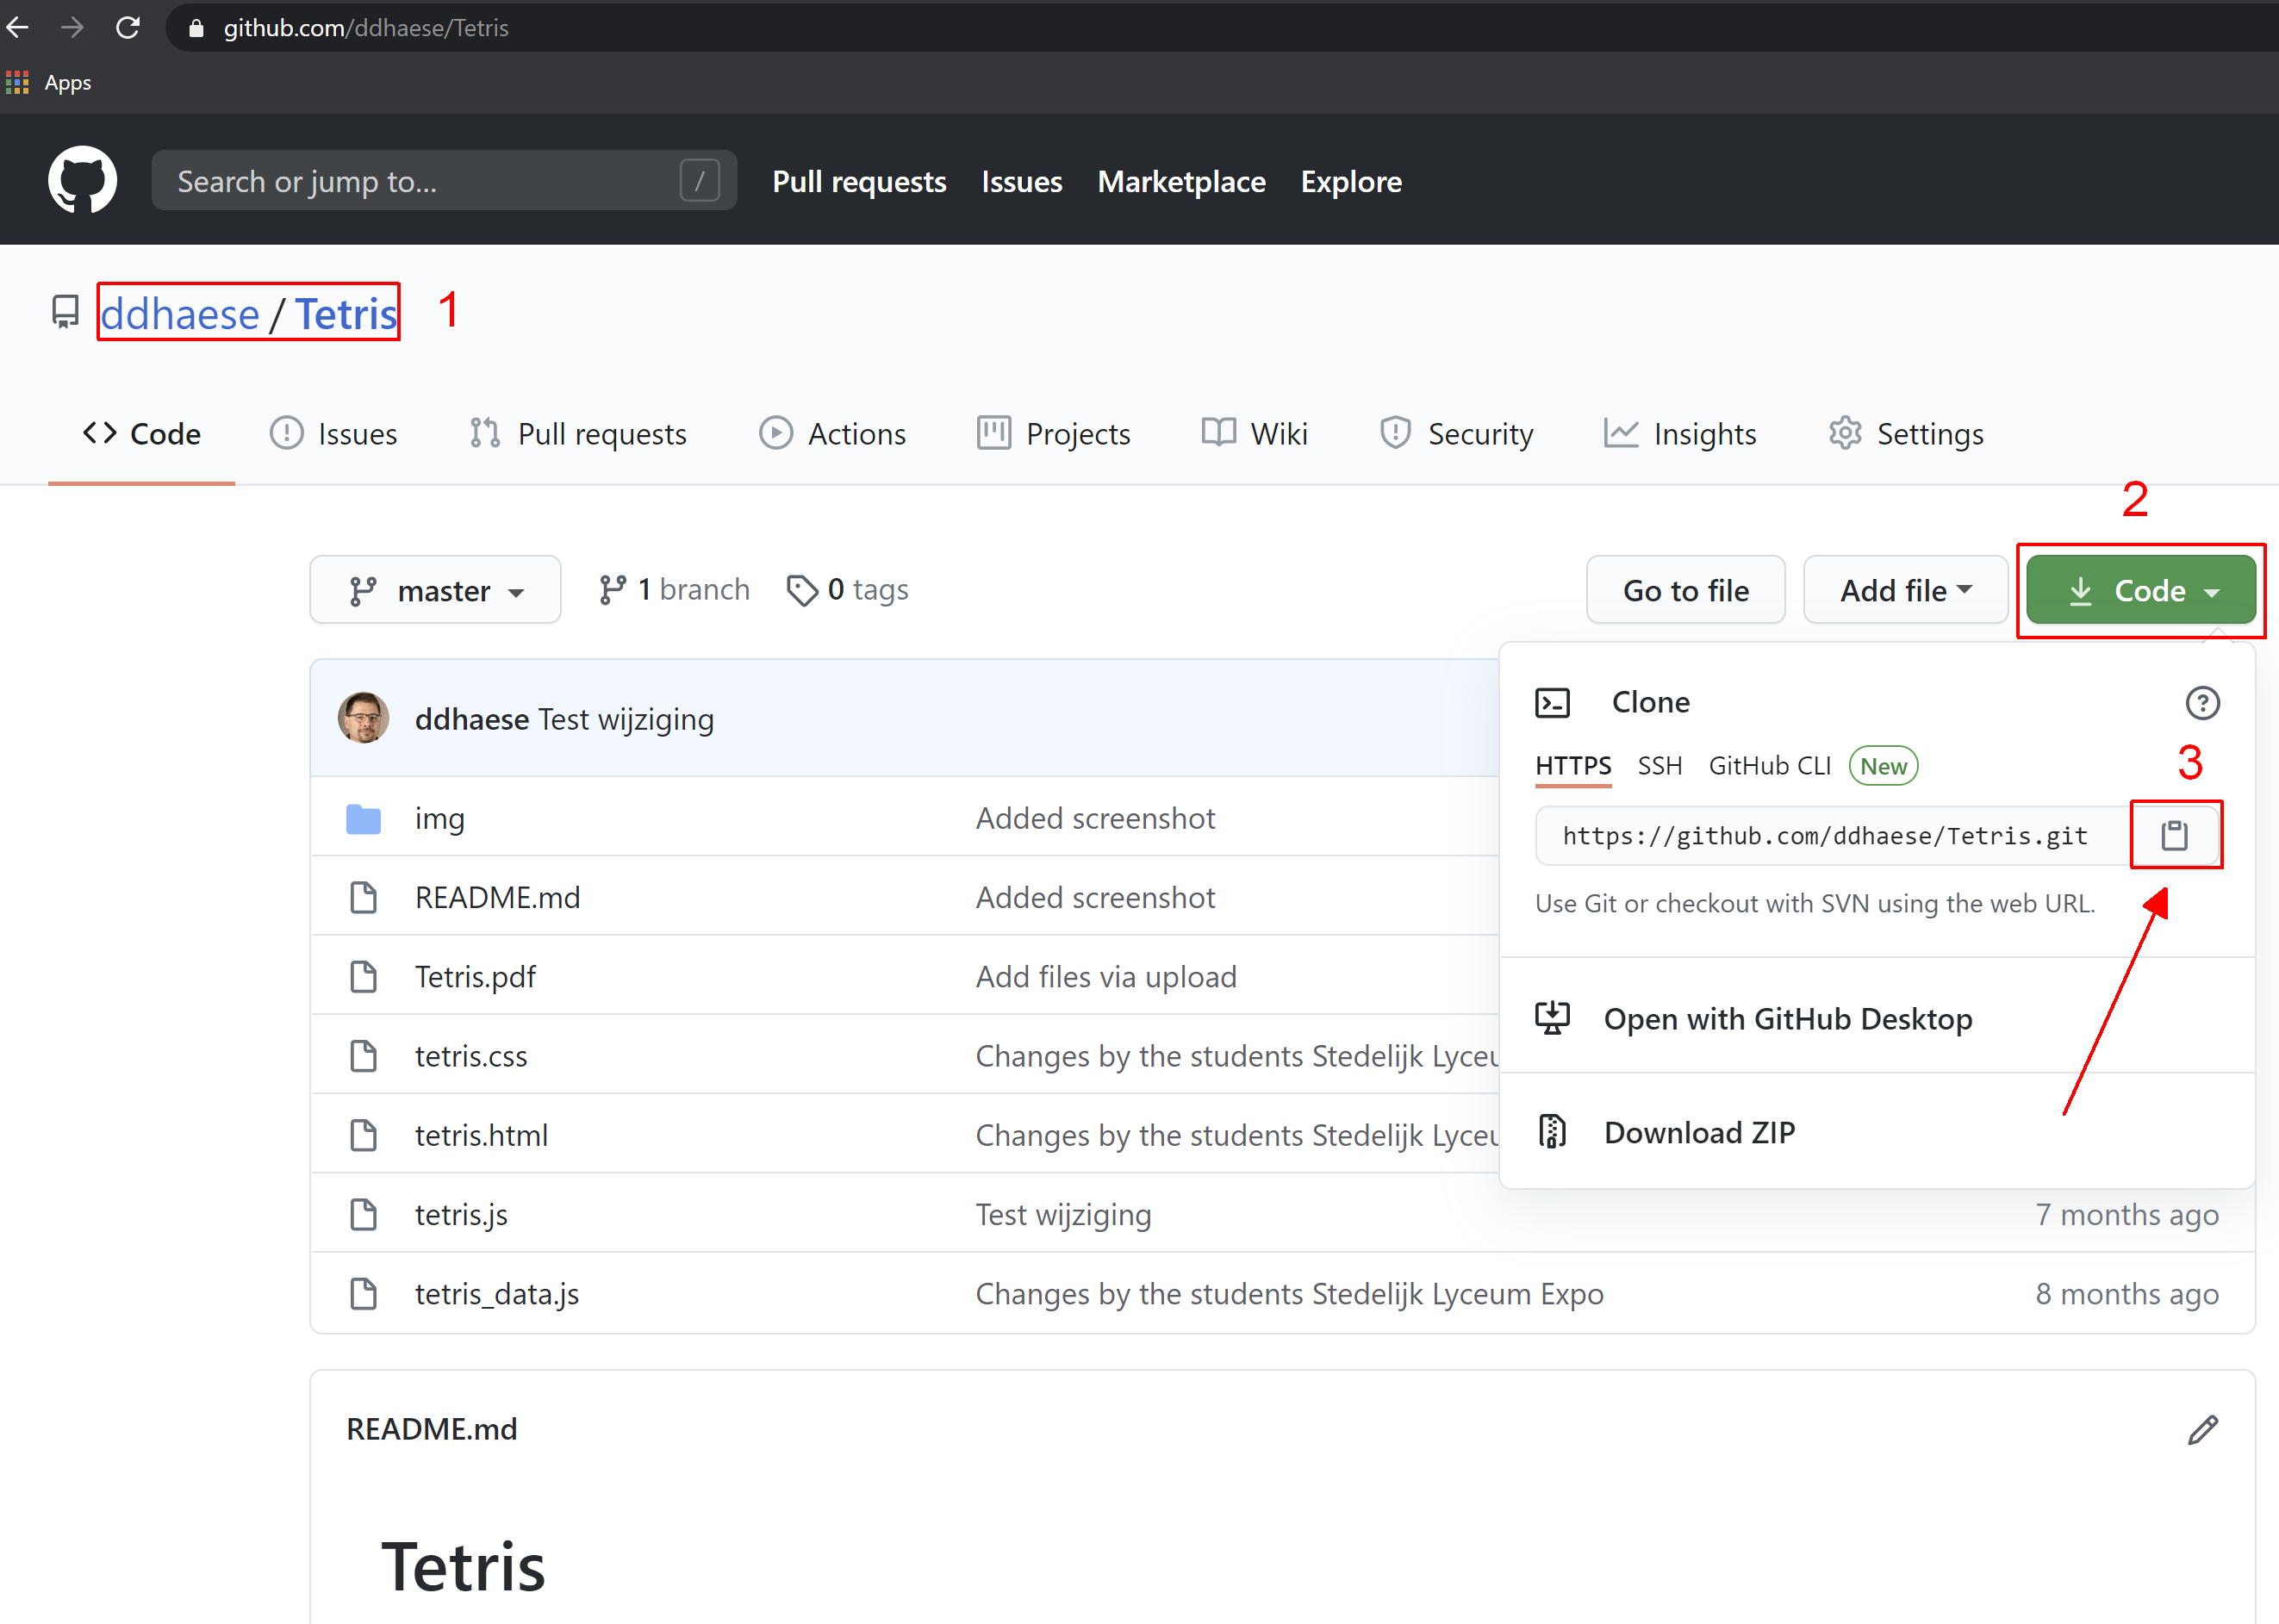 github.com/ddhaese/Tetris
Apps
Search or jump to... /
Pull requests Issues Marketplace Explore
ddhaese / Tetris 1
Code Issues Pull requests Actions Projects Wiki Security Insights Settings
2
master 1 branch 0 tags Go to file Add file Code
ddhaese Test wijziging
Clone
HTTPS SSH GitHub CLI New
3
https://github.com/ddhaese/Tetris.git
Use Git or checkout with SVN using the web URL.
Open with GitHub Desktop
Download ZIP
img Added screenshot
README.md Added screenshot
Tetris.pdf Add files via upload
tetris.css Changes by the students Stedelijk Lyceu
tetris.html Changes by the students Stedelijk Lyceu
tetris.js Test wijziging 7 months ago
tetris_data.js Changes by the students Stedelijk Lyceum Expo 8 months ago
README.md
Tetris